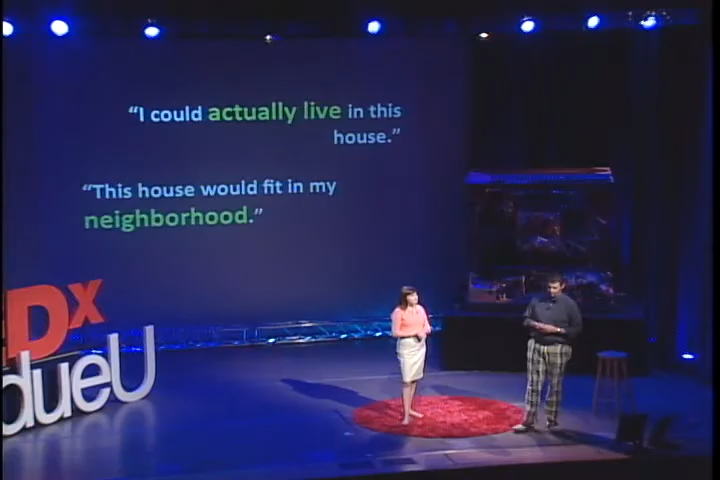 “I could actually live in this
house.”
“This house would fit in my
neighborhood.”
Dx
dueU